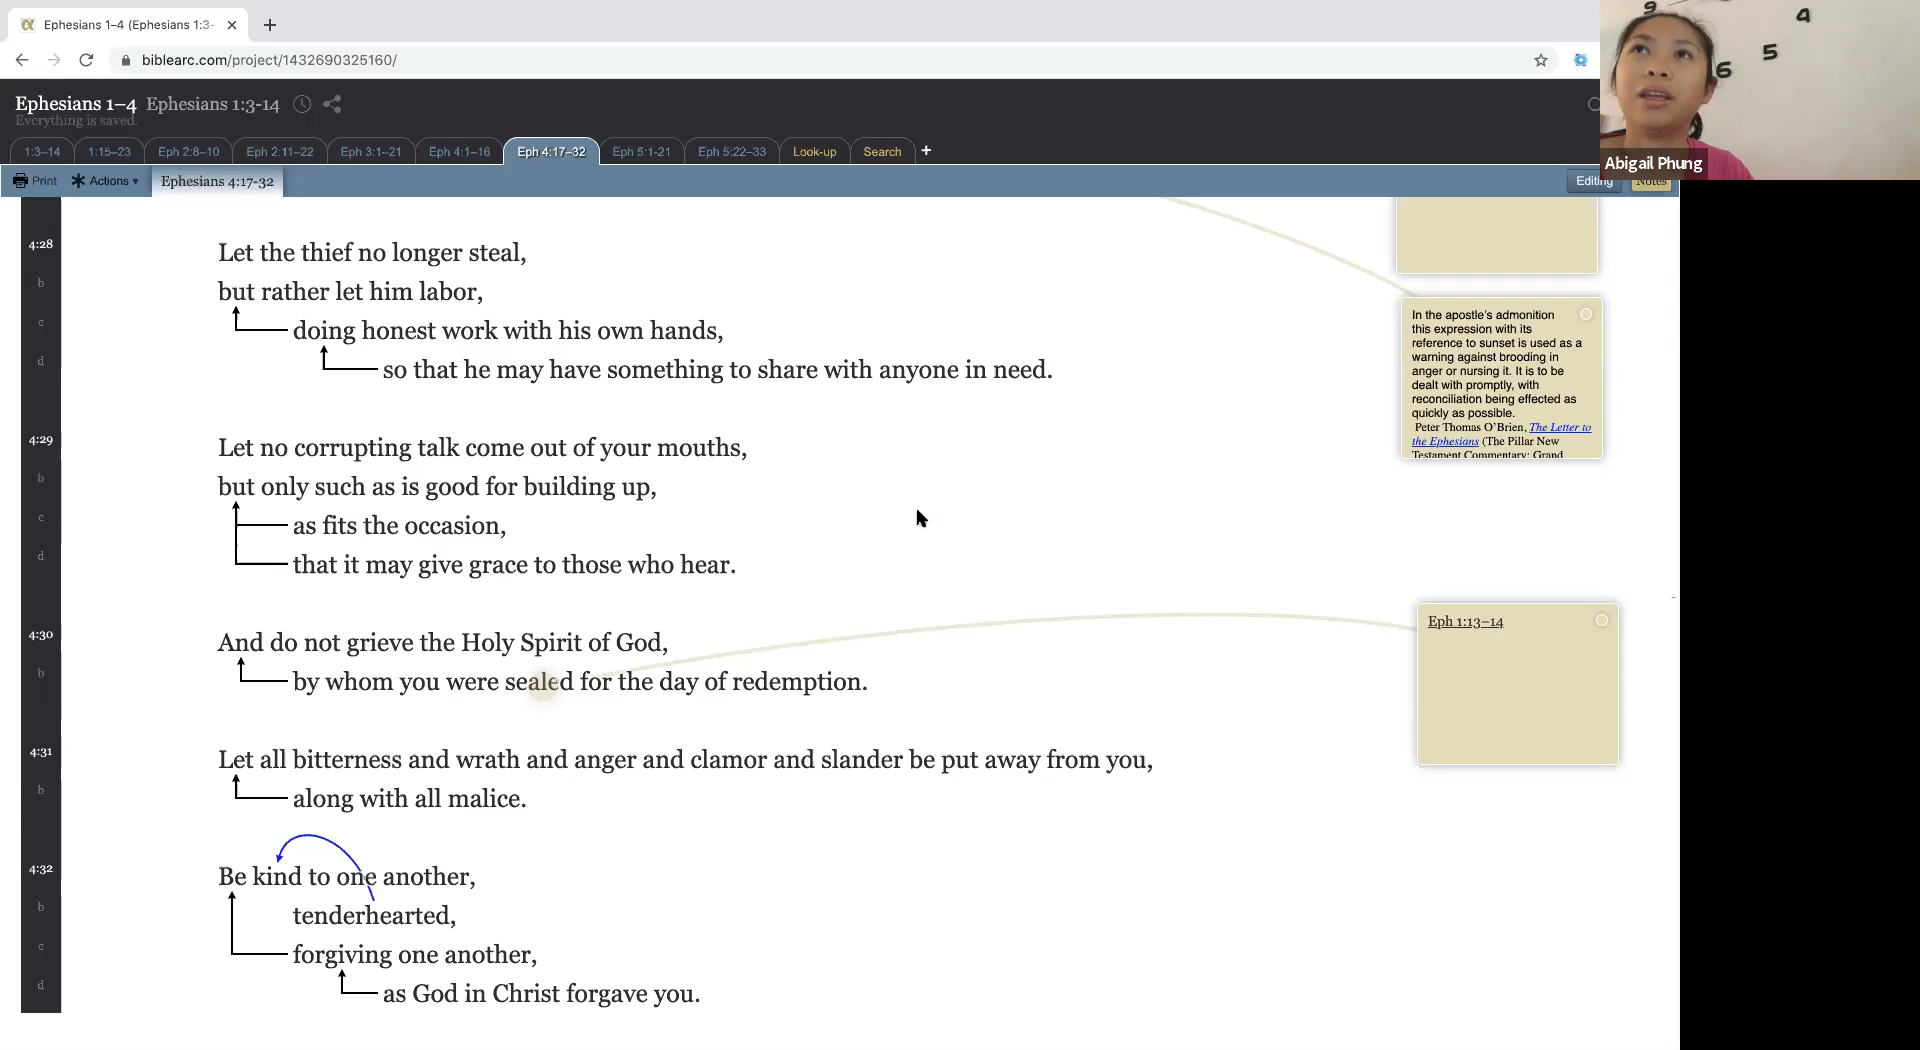 Ephesians 1–4 (Ephesians 1:3-
biblearc.com/project/1432690325160/
Ephesians 1–4 Ephesians 1:3-14
Everything is saved.
1:3–14 1:15–23 Eph 2:8–10 Eph 2:11–22 Eph 3:1–21 Eph 4:1–16 Eph 4:17–32 Eph 5:1-21 Eph 5:22–33 Look-up Search +
Print Actions Ephesians 4:17-32 Editing Notes
4:28 Let the thief no longer steal,
b but rather let him labor,
c doing honest work with his own hands,
d so that he may have something to share with anyone in need.
4:29 Let no corrupting talk come out of your mouths,
b but only such as is good for building up,
c as fits the occasion,
d that it may give grace to those who hear.
4:30 And do not grieve the Holy Spirit of God,
b by whom you were sealed for the day of redemption.
4:31 Let all bitterness and wrath and anger and clamor and slander be put away from you,
b along with all malice.
4:32 Be kind to one another,
b tenderhearted,
c forgiving one another,
d as God in Christ forgave you.
In the apostle's admonition
this expression with its
reference to sunset is used as a
warning against brooding in
anger or nursing it. It is to be
dealt with promptly, with
reconciliation being effected as
quickly as possible.
Peter Thomas O'Brien, The Letter to
the Ephesians (The Pillar New
Testament Commentary; Grand
Eph 1:13–14
9
4
5
6
Abigail Phung